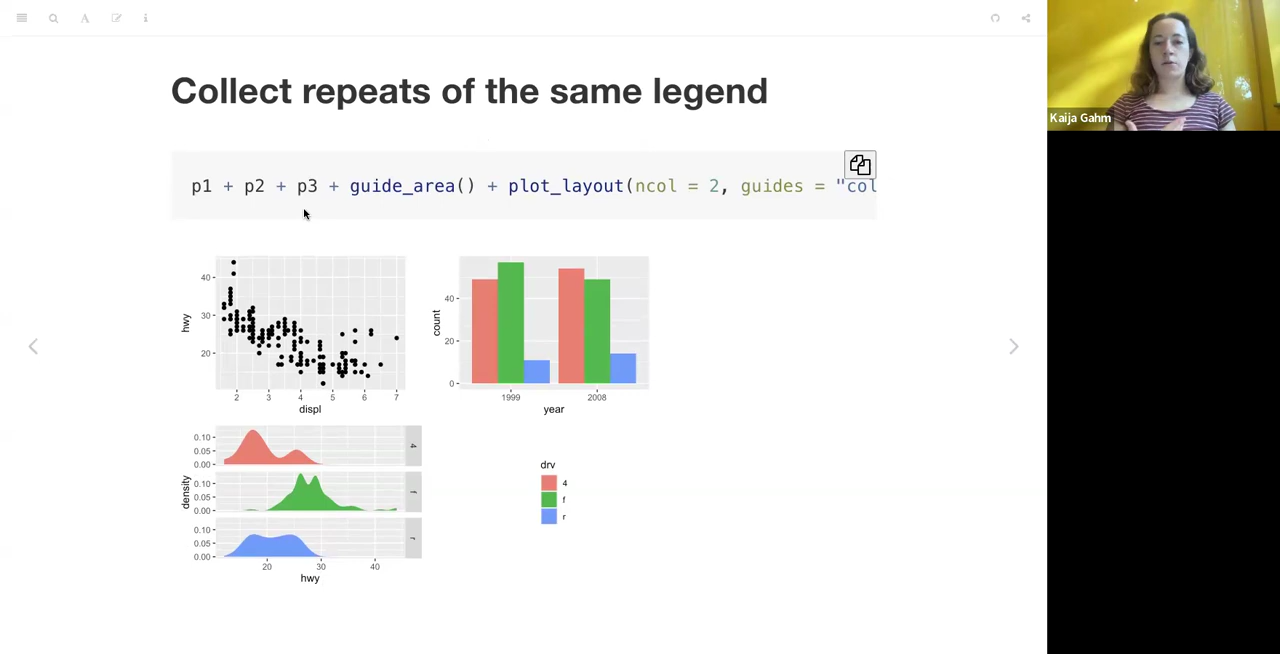 Kaija Gahm
Collect repeats of the same legend
p1 + p2 + p3 + guide_area() + plot_layout(ncol = 2, guides = "col
hwy
40
30
20
2 3 4 5 6 7
displ
count
40
20
0
1999 2008
year
density
0.10
0.05
0.00
4
0.10
0.05
0.00
f
0.10
0.05
0.00
r
20 30 40
hwy
drv
4
f
r